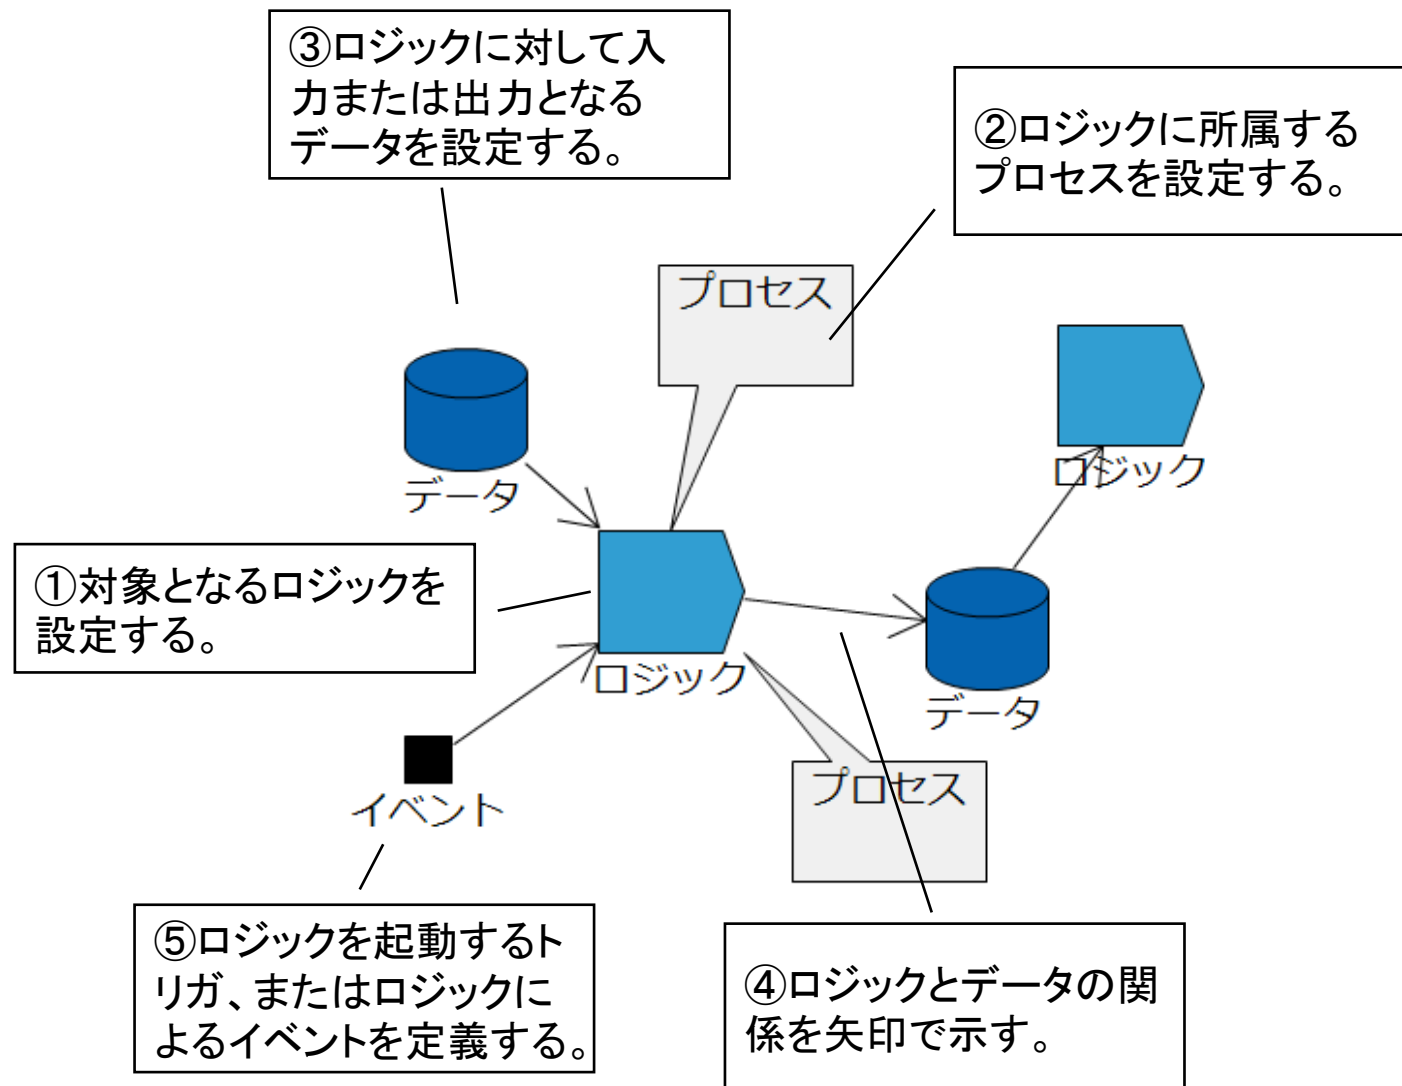 ③ロジックに対して入
力または出力となる
データを設定する。
②ロジックに所属する
プロセスを設定する。
プロセス
データ
ロジック
①対象となるロジックを
設定する。
ロジック
データ
イベント
プロセス
⑤ロジックを起動するト
リガ、またはロジックに
よるイベントを定義する。
④ロジックとデータの関
係を矢印で示す。